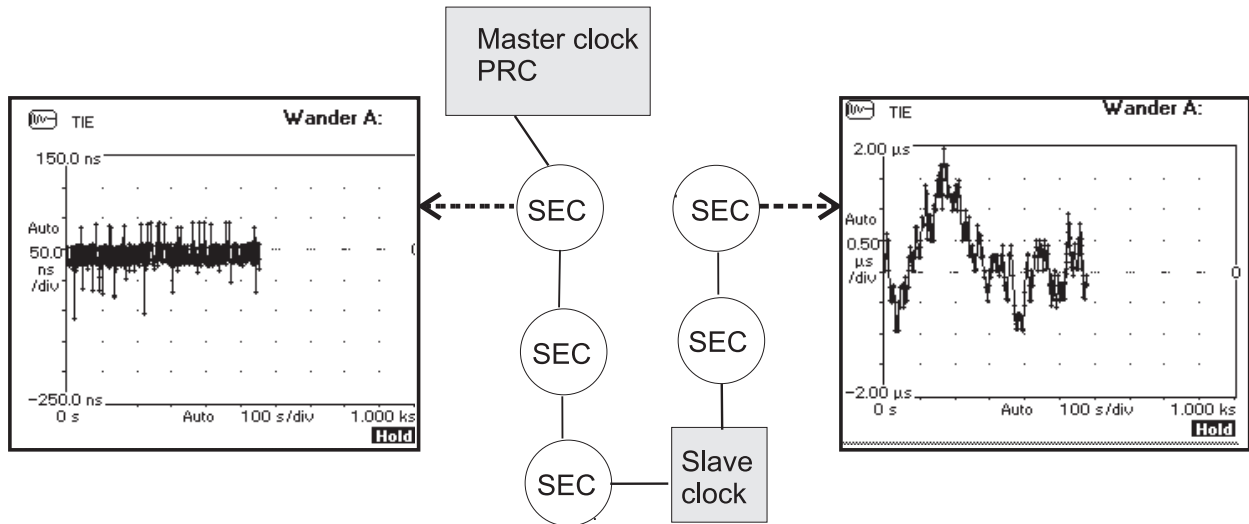 TIE Wander A:
150.0 ns
Auto
50.0
ns
/div
0
−250.0 ns
0 s Auto 100 s/div 1.000 ks
Hold
Master clock
PRC
SEC
SEC
SEC
Slave
clock
SEC
SEC
TIE Wander A:
2.00 µs
Auto
0.50
µs
/div
0
−2.00 µs
0 s Auto 100 s/div 1.000 ks
Hold